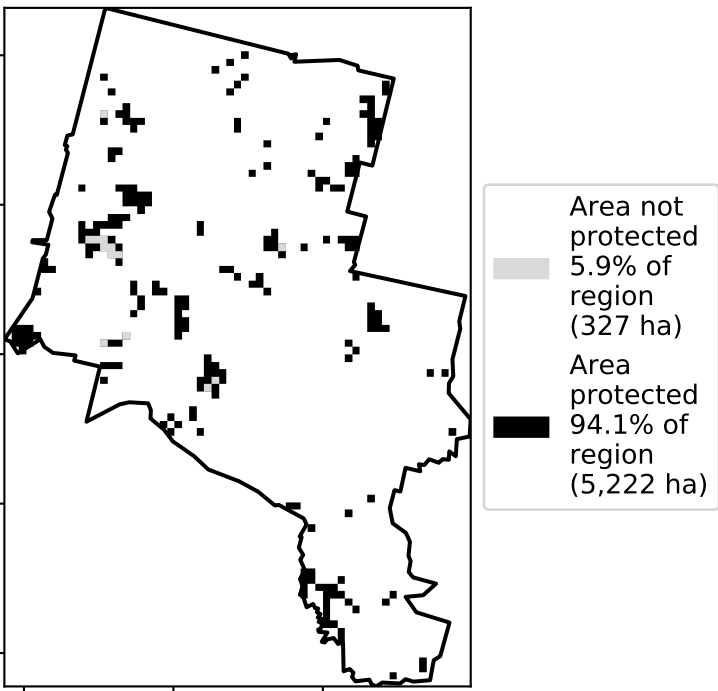 Area not
protected
5.9% of
region
(327 ha)
Area
protected
94.1% of
region
(5,222 ha)